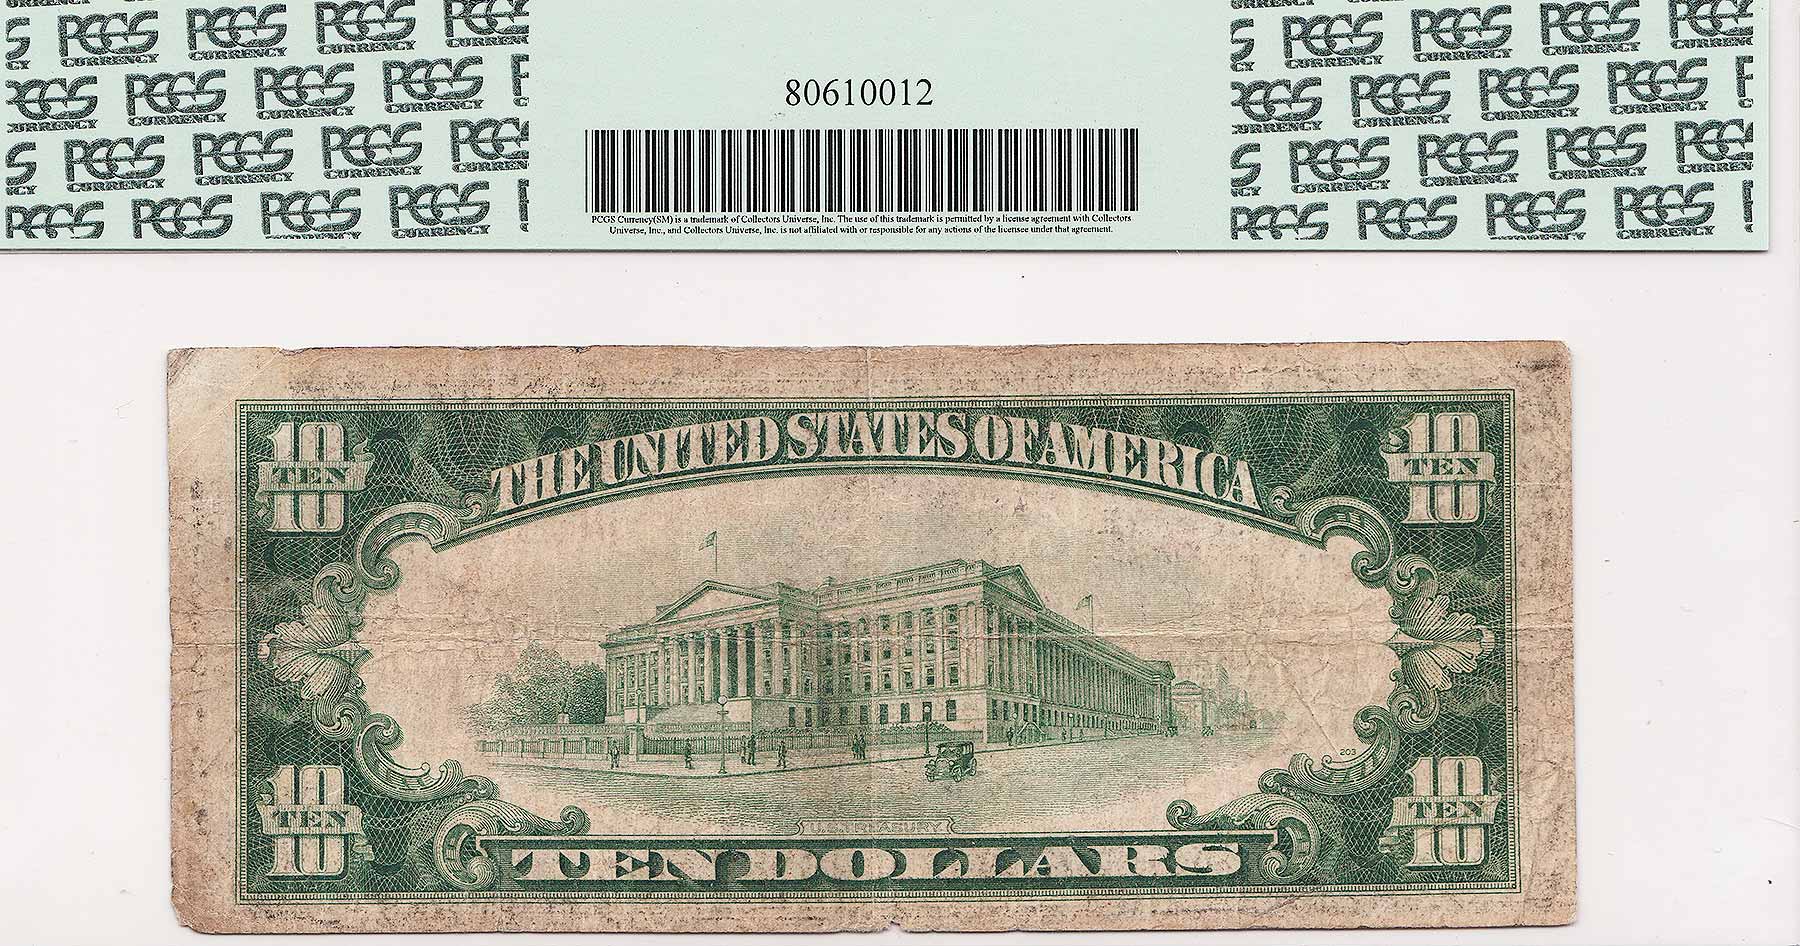 PCGS CURRENCY
80610012
PCGS Currency(SM) is a trademark of Collectors Universe, Inc. The use of this trademark is permitted by a license agreement with Collectors
Universe, Inc., and Collectors Universe, Inc. is not affiliated with or responsible for any actions of the licensee under that agreement.
THE UNITED STATES OF AMERICA
10
TEN
10
10
TEN
10
203
10
TEN
10
10
TEN
10
U.S. TREASURY
TEN DOLLARS